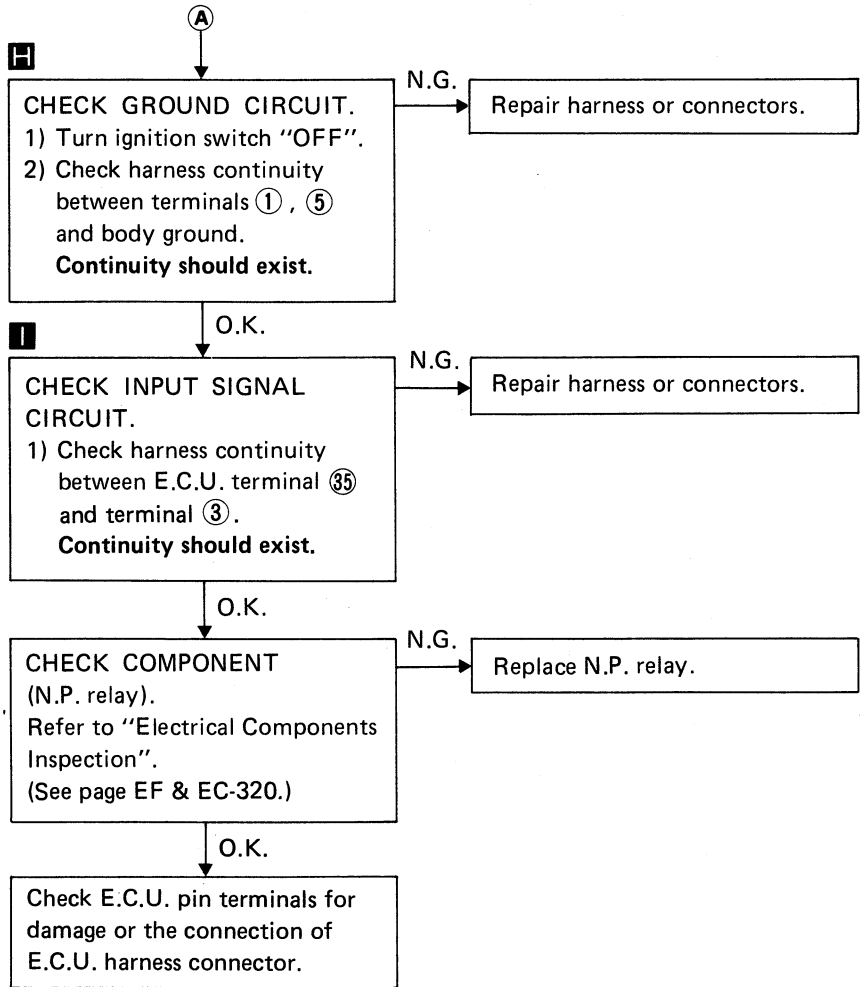 Ⓐ
H
CHECK GROUND CIRCUIT.
1) Turn ignition switch "OFF".
2) Check harness continuity
between terminals ①, ⑤
and body ground.
Continuity should exist.
N.G.
Repair harness or connectors.
O.K.
I
CHECK INPUT SIGNAL
CIRCUIT.
1) Check harness continuity
between E.C.U. terminal ㉟
and terminal ③.
Continuity should exist.
N.G.
Repair harness or connectors.
O.K.
CHECK COMPONENT
(N.P. relay).
Refer to "Electrical Components
Inspection".
(See page EF & EC-320.)
N.G.
Replace N.P. relay.
O.K.
Check E.C.U. pin terminals for
damage or the connection of
E.C.U. harness connector.